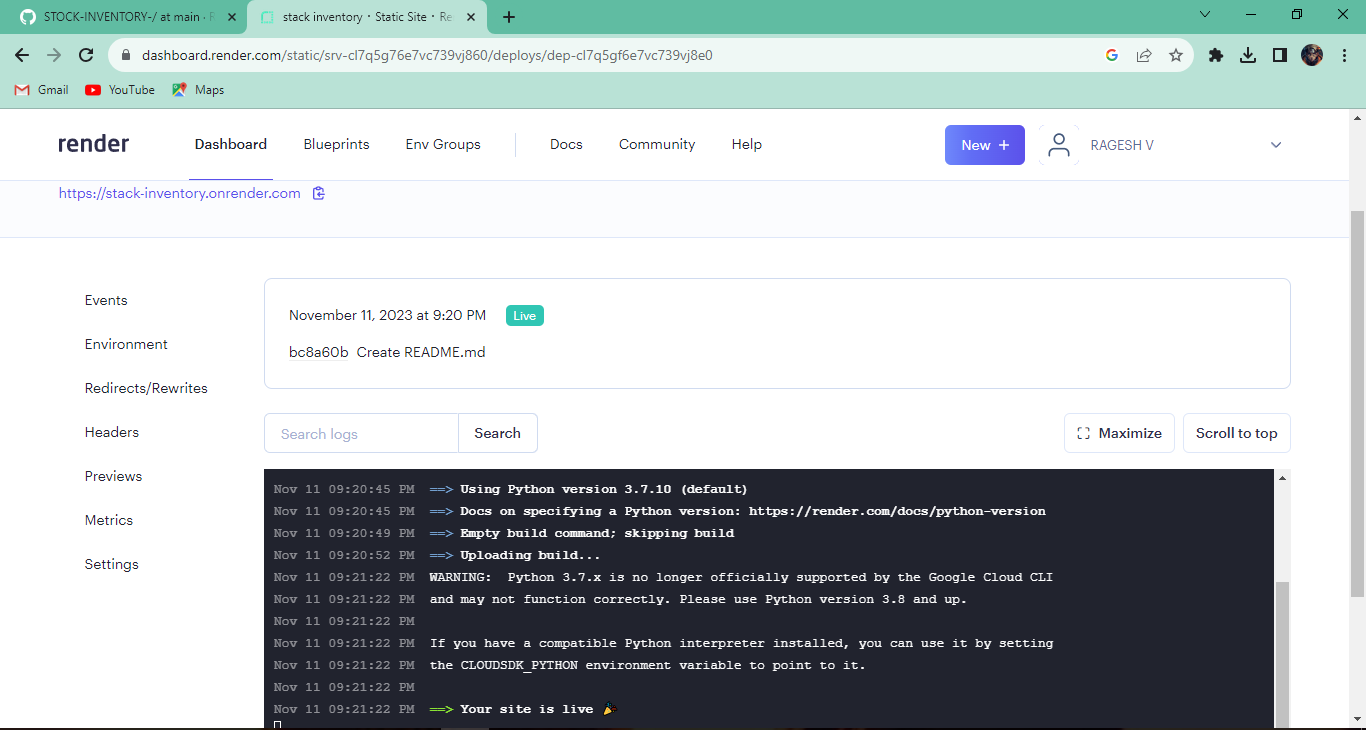 STOCK-INVENTORY-/ at main · R
stack inventory · Static Site · Re
dashboard.render.com/static/srv-cl7q5g76e7vc739vj860/deploys/dep-cl7q5gf6e7vc739vj8e0
Gmail
YouTube
Maps
render
Dashboard
Blueprints
Env Groups
Docs
Community
Help
New +
RAGESH V
https://stack-inventory.onrender.com
Events
Environment
Redirects/Rewrites
Headers
Previews
Metrics
Settings
November 11, 2023 at 9:20 PM Live
bc8a60b Create README.md
Search logs
Search
Maximize
Scroll to top
Nov 11 09:20:45 PM ==> Using Python version 3.7.10 (default)
Nov 11 09:20:45 PM ==> Docs on specifying a Python version: https://render.com/docs/python-version
Nov 11 09:20:49 PM ==> Empty build command; skipping build
Nov 11 09:20:52 PM ==> Uploading build...
Nov 11 09:21:22 PM WARNING:  Python 3.7.x is no longer officially supported by the Google Cloud CLI
Nov 11 09:21:22 PM and may not function correctly. Please use Python version 3.8 and up.
Nov 11 09:21:22 PM
Nov 11 09:21:22 PM If you have a compatible Python interpreter installed, you can use it by setting
Nov 11 09:21:22 PM the CLOUDSDK_PYTHON environment variable to point to it.
Nov 11 09:21:22 PM
Nov 11 09:21:22 PM ==> Your site is live 🎉